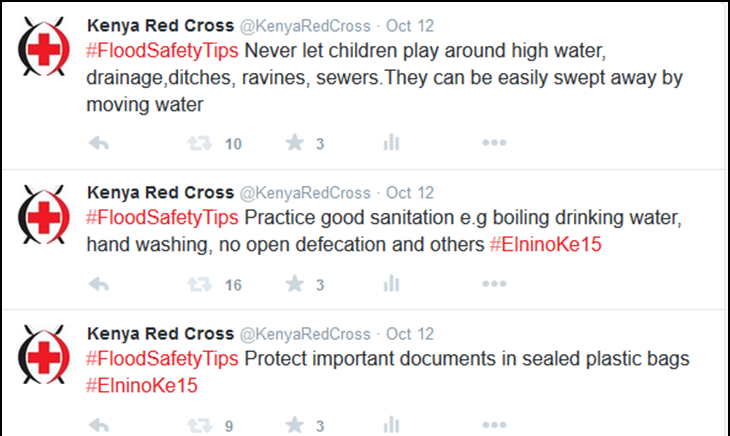 Kenya Red Cross @KenyaRedCross · Oct 12
#FloodSafetyTips Never let children play around high water,
drainage,ditches, ravines, sewers.They can be easily swept away by
moving water
10 3
Kenya Red Cross @KenyaRedCross · Oct 12
#FloodSafetyTips Practice good sanitation e.g boiling drinking water,
hand washing, no open defecation and others #ElninoKe15
16 3
Kenya Red Cross @KenyaRedCross · Oct 12
#FloodSafetyTips Protect important documents in sealed plastic bags
#ElninoKe15
9 3